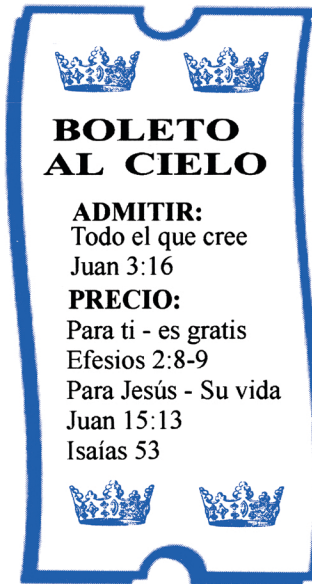 BOLETO
AL CIELO
ADMITIR:
Todo el que cree
Juan 3:16
PRECIO:
Para ti - es gratis
Efesios 2:8-9
Para Jesús - Su vida
Juan 15:13
Isaías 53